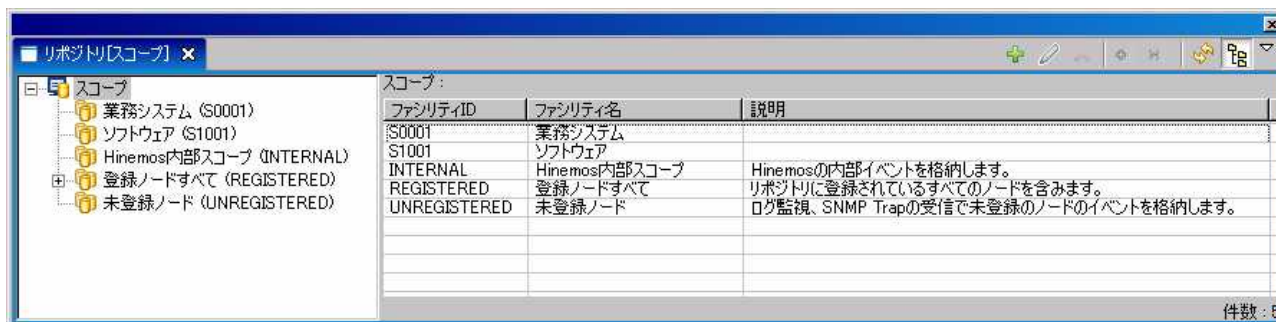 リポジトリ[スコープ]
スコープ
業務システム (S0001)
ソフトウェア (S1001)
Hinemos内部スコープ (INTERNAL)
登録ノードすべて (REGISTERED)
未登録ノード (UNREGISTERED)
スコープ :
ファシリティID ファシリティ名 説明
S0001 業務システム
S1001 ソフトウェア
INTERNAL Hinemos内部スコープ Hinemosの内部イベントを格納します。
REGISTERED 登録ノードすべて リポジトリに登録されているすべてのノードを含みます。
UNREGISTERED 未登録ノード ログ監視、SNMP Trapの受信で未登録のノードのイベントを格納します。
件数 : 5